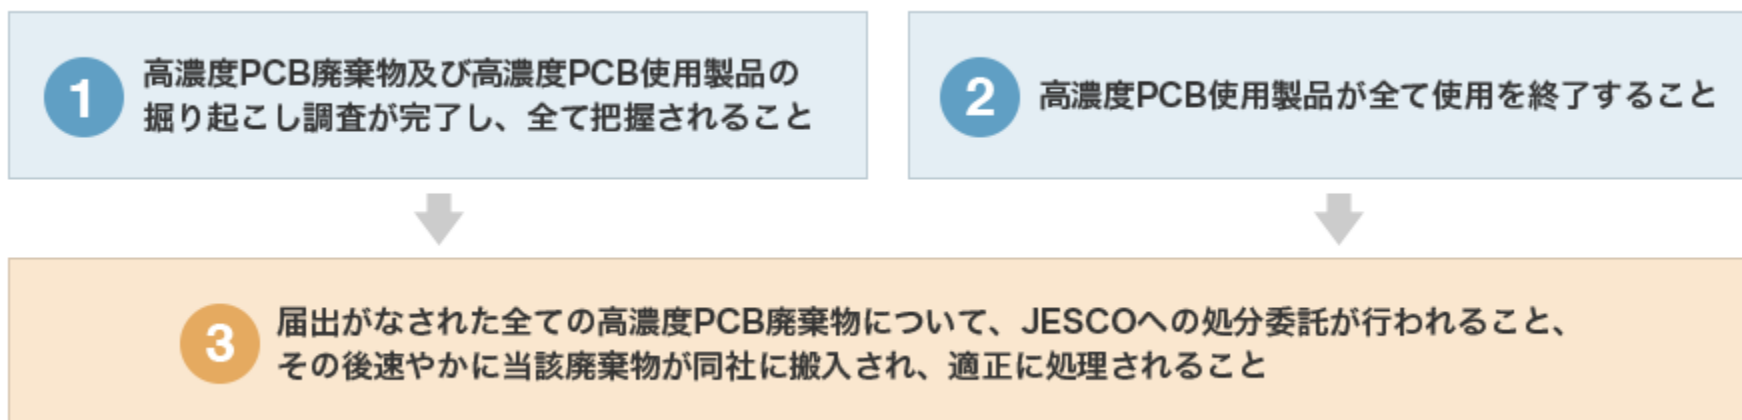 1
高濃度PCB廃棄物及び高濃度PCB使用製品の
掘り起こし調査が完了し、全て把握されること
2
高濃度PCB使用製品が全て使用を終了すること
3
届出がなされた全ての高濃度PCB廃棄物について、JESCOへの処分委託が行われること、
その後速やかに当該廃棄物が同社に搬入され、適正に処理されること